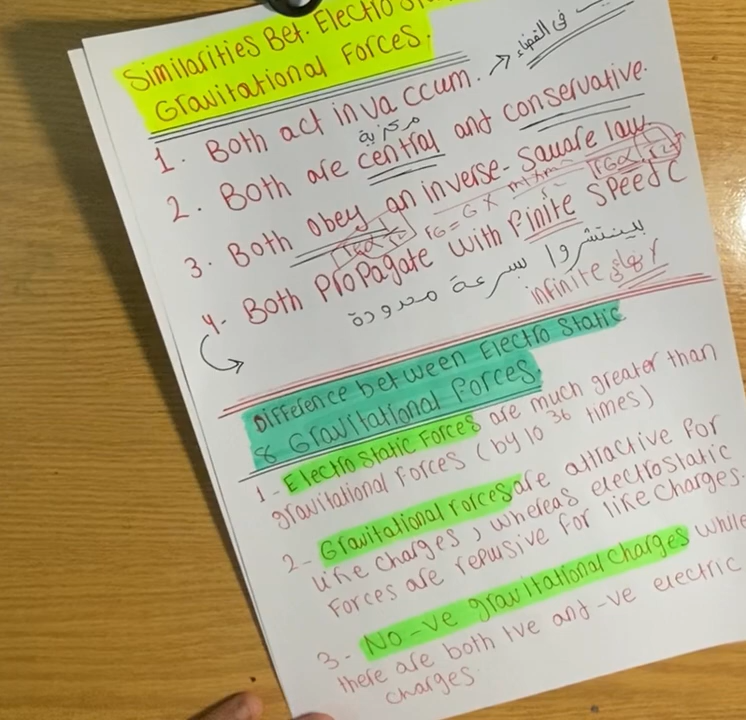 Similarities Bet. Electro St
Gravitational Forces.
في الفضاء
1. Both act in va ccum. →
مركزية
2. Both are central and conservative.
3. Both obey an inverse-square law
FG = G x
4- Both Propagate with finite speed C
بينتشروا بسرعة محدودة
infinite
Difference between Electro Static
& Gravitational Forces.
1- Electro Static Forces are much greater than
gravitational forces (by 10^36 times)
2- Gravitational Forces are attractive for
like charges, whereas electrostatic
Forces are repulsive for like charges.
3- No -ve gravitational charges while
there are both +ve and -ve electric
charges.